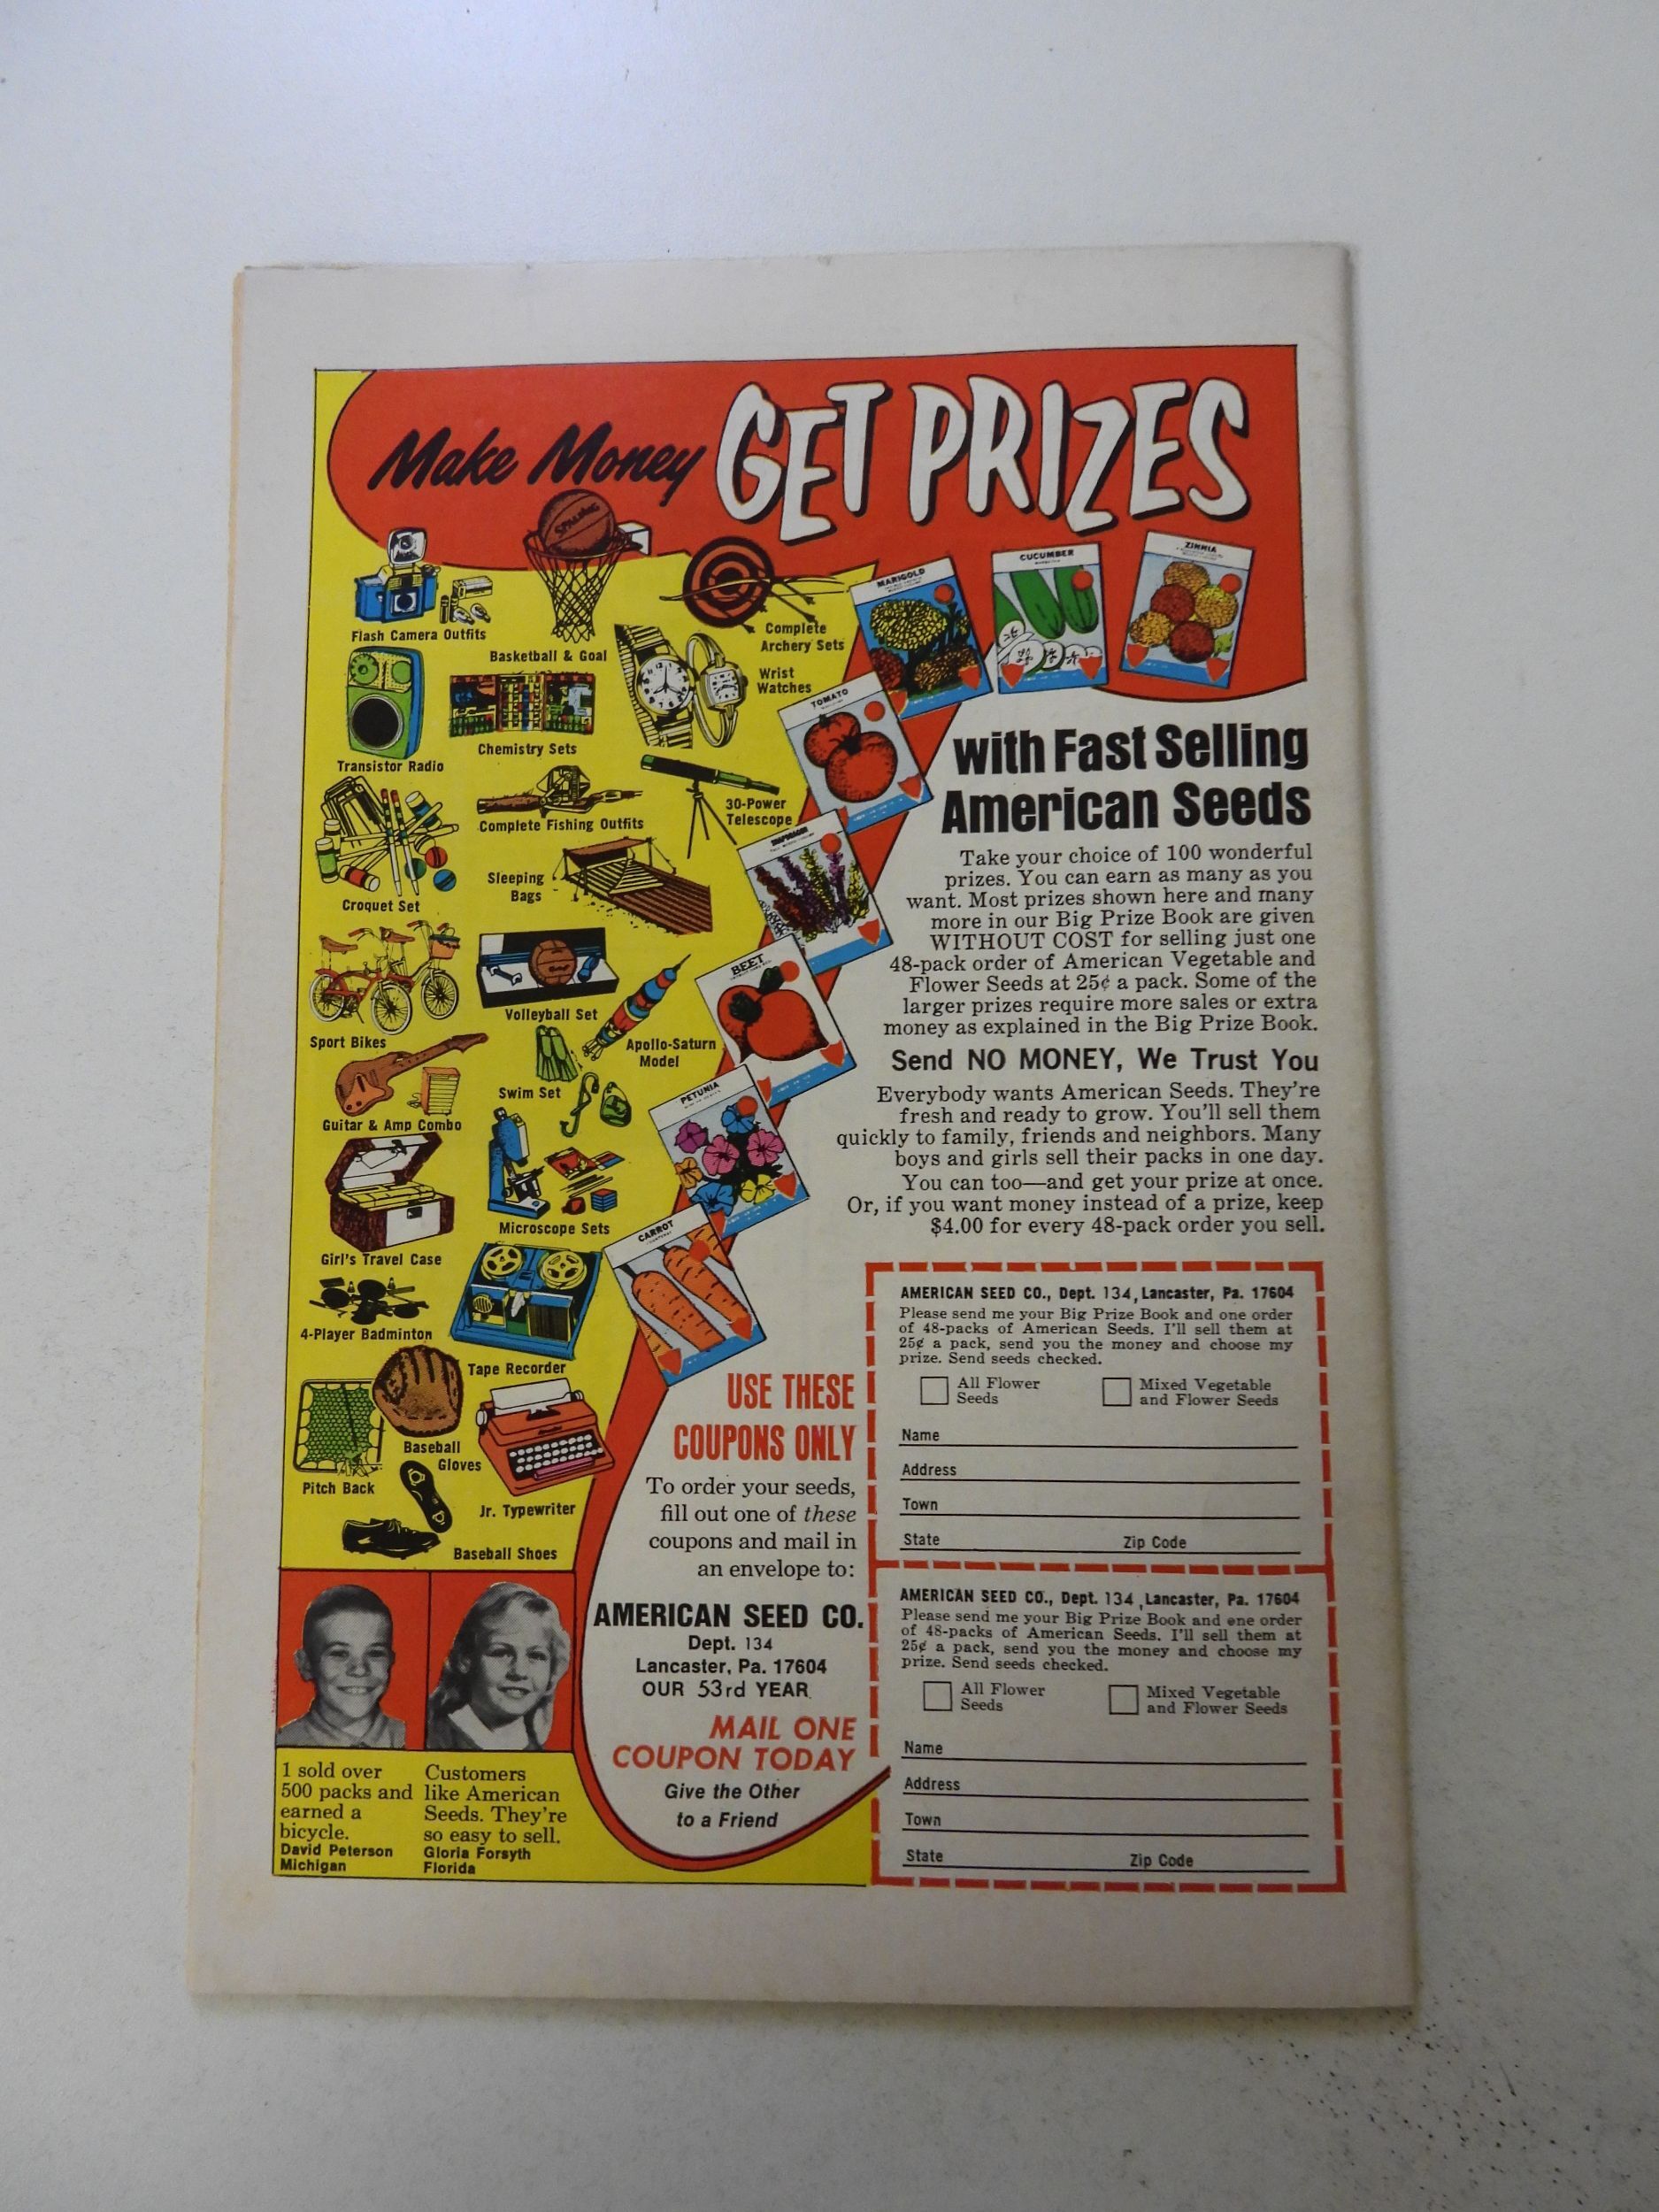 Make Money GET PRIZES
SPALDING
Flash Camera Outfits
Basketball & Goal
Complete
Archery Sets
Wrist
Watches
Transistor Radio
Chemistry Sets
Complete Fishing Outfits
30-Power
Telescope
Croquet Set
Sleeping
Bags
Sport Bikes
Volleyball Set
Apollo-Saturn
Model
Swim Set
Guitar & Amp Combo
Microscope Sets
Girl's Travel Case
4-Player Badminton
Tape Recorder
Baseball
Gloves
Pitch Back
Jr. Typewriter
Baseball Shoes
ZINNIA
CUCUMBER
MARIGOLD
TOMATO
SNAPDRAGON
BEET
PETUNIA
CARROT
with Fast Selling
American Seeds
Take your choice of 100 wonderful
prizes. You can earn as many as you
want. Most prizes shown here and many
more in our Big Prize Book are given
WITHOUT COST for selling just one
48-pack order of American Vegetable and
Flower Seeds at 25¢ a pack. Some of the
larger prizes require more sales or extra
money as explained in the Big Prize Book.
Send NO MONEY, We Trust You
Everybody wants American Seeds. They're
fresh and ready to grow. You'll sell them
quickly to family, friends and neighbors. Many
boys and girls sell their packs in one day.
You can too—and get your prize at once.
Or, if you want money instead of a prize, keep
$4.00 for every 48-pack order you sell.
USE THESE
COUPONS ONLY
To order your seeds,
fill out one of these
coupons and mail in
an envelope to:
AMERICAN SEED CO.
Dept. 134
Lancaster, Pa. 17604
OUR 53rd YEAR
MAIL ONE
COUPON TODAY
Give the Other
to a Friend
AMERICAN SEED CO., Dept. 134, Lancaster, Pa. 17604
Please send me your Big Prize Book and one order
of 48-packs of American Seeds. I'll sell them at
25¢ a pack, send you the money and choose my
prize. Send seeds checked.
All Flower
Seeds
Mixed Vegetable
and Flower Seeds
Name
Address
Town
State Zip Code
AMERICAN SEED CO., Dept. 134, Lancaster, Pa. 17604
Please send me your Big Prize Book and one order
of 48-packs of American Seeds. I'll sell them at
25¢ a pack, send you the money and choose my
prize. Send seeds checked.
All Flower
Seeds
Mixed Vegetable
and Flower Seeds
Name
Address
Town
State Zip Code
I sold over
500 packs and
earned a
bicycle.
David Peterson
Michigan
Customers
like American
Seeds. They're
so easy to sell.
Gloria Forsyth
Florida